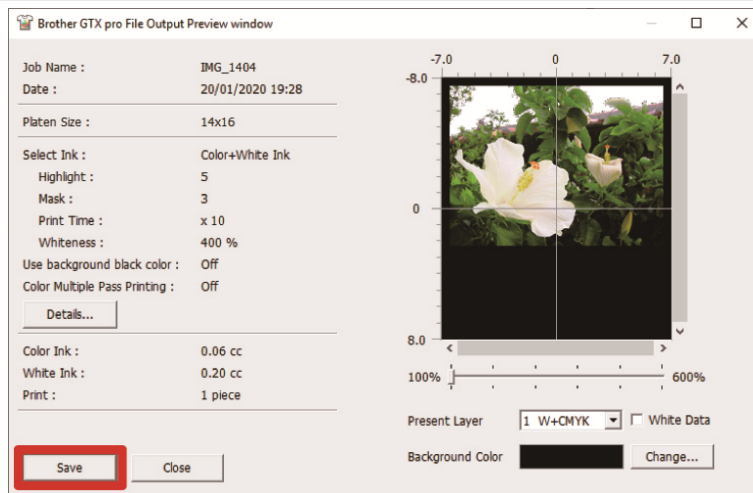 Brother GTX pro File Output Preview window
Job Name : IMG_1404
Date : 20/01/2020 19:28
Platen Size : 14x16
Select Ink : Color+White Ink
Highlight : 5
Mask : 3
Print Time : x 10
Whiteness : 400 %
Use background black color : Off
Color Multiple Pass Printing : Off
Details...
Color Ink : 0.06 cc
White Ink : 0.20 cc
Print : 1 piece
Save Close
-7.0 0 7.0
-8.0
0
8.0
100% 600%
Present Layer 1 W+CMYK White Data
Background Color Change...